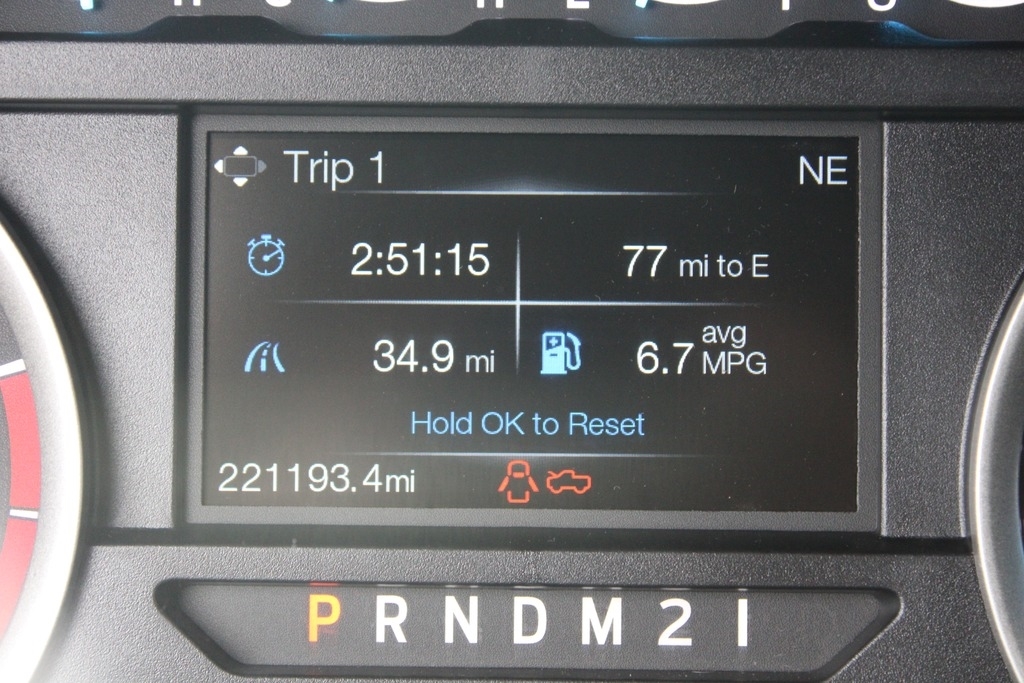 Trip 1 NE
2:51:15 77 mi to E
34.9 mi 6.7 avg MPG
Hold OK to Reset
221193.4mi
P R N D M 2 1